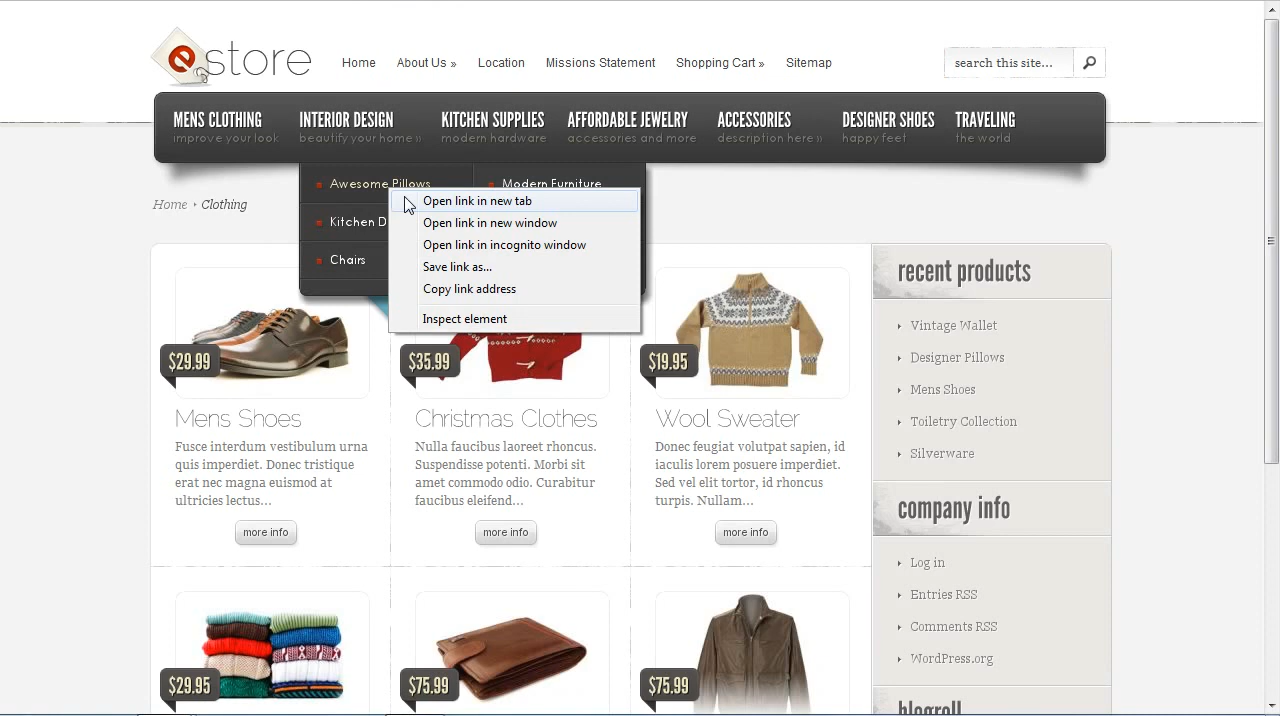 e store
Home
About Us »
Location
Missions Statement
Shopping Cart »
Sitemap
search this site...
MENS CLOTHING
improve your look
INTERIOR DESIGN
beautify your home »
KITCHEN SUPPLIES
modern hardware
AFFORDABLE JEWELRY
accessories and more
ACCESSORIES
description here »
DESIGNER SHOES
happy feet
TRAVELING
the world
Awesome Pillows
Modern Furniture
Kitchen D
Chairs
Open link in new tab
Open link in new window
Open link in incognito window
Save link as...
Copy link address
Inspect element
Home
Clothing
$29.99
Mens Shoes
Fusce interdum vestibulum urna
quis imperdiet. Donec tristique
erat nec magna euismod at
ultricies lectus...
more info
$35.99
Christmas Clothes
Nulla faucibus laoreet rhoncus.
Suspendisse potenti. Morbi sit
amet commodo odio. Curabitur
faucibus eleifend...
more info
$19.95
Wool Sweater
Donec feugiat volutpat sapien, id
iaculis lorem posuere imperdiet.
Sed vel elit tortor, id rhoncus
turpis. Nullam...
more info
$29.95
$75.99
$75.99
recent products
Vintage Wallet
Designer Pillows
Mens Shoes
Toiletry Collection
Silverware
company info
Log in
Entries RSS
Comments RSS
WordPress.org
blogroll